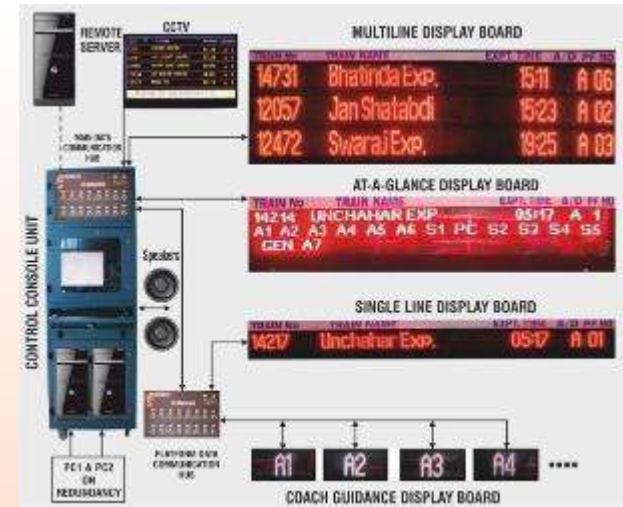 REMOTE SERVER
CCTV
MULTILINE DISPLAY BOARD
TRAIN No TRAIN NAME EXPT. TIME A/D PF NO
14731 Bhatinda Exp. 15:11 A 06
12057 Jan Shatabdi 15:23 A 02
12472 Swaraj Exp. 19:25 A 03
MAIN DATA
COMMUNICATION
HUB
AT-A-GLANCE DISPLAY BOARD
TRAIN No TRAIN NAME EXPT. TIME A/D PF NO
14214 UNCHAHAR EXP 05:17 A 1
A1 A2 A3 A4 A5 A6 S1 PC S2 S3 S4 S5
GEN A7
CONTROL CONSOLE UNIT
Speakers
SINGLE LINE DISPLAY BOARD
TRAIN No TRAIN NAME EXPT. TIME A/D PF NO
14217 Unchahar Exp. 05:17 A 01
PLATFORM DATA
COMMUNICATION
HUB
PC1 & PC2
ON
REDUNDANCY
A1 A2 A3 A4
COACH GUIDANCE DISPLAY BOARD